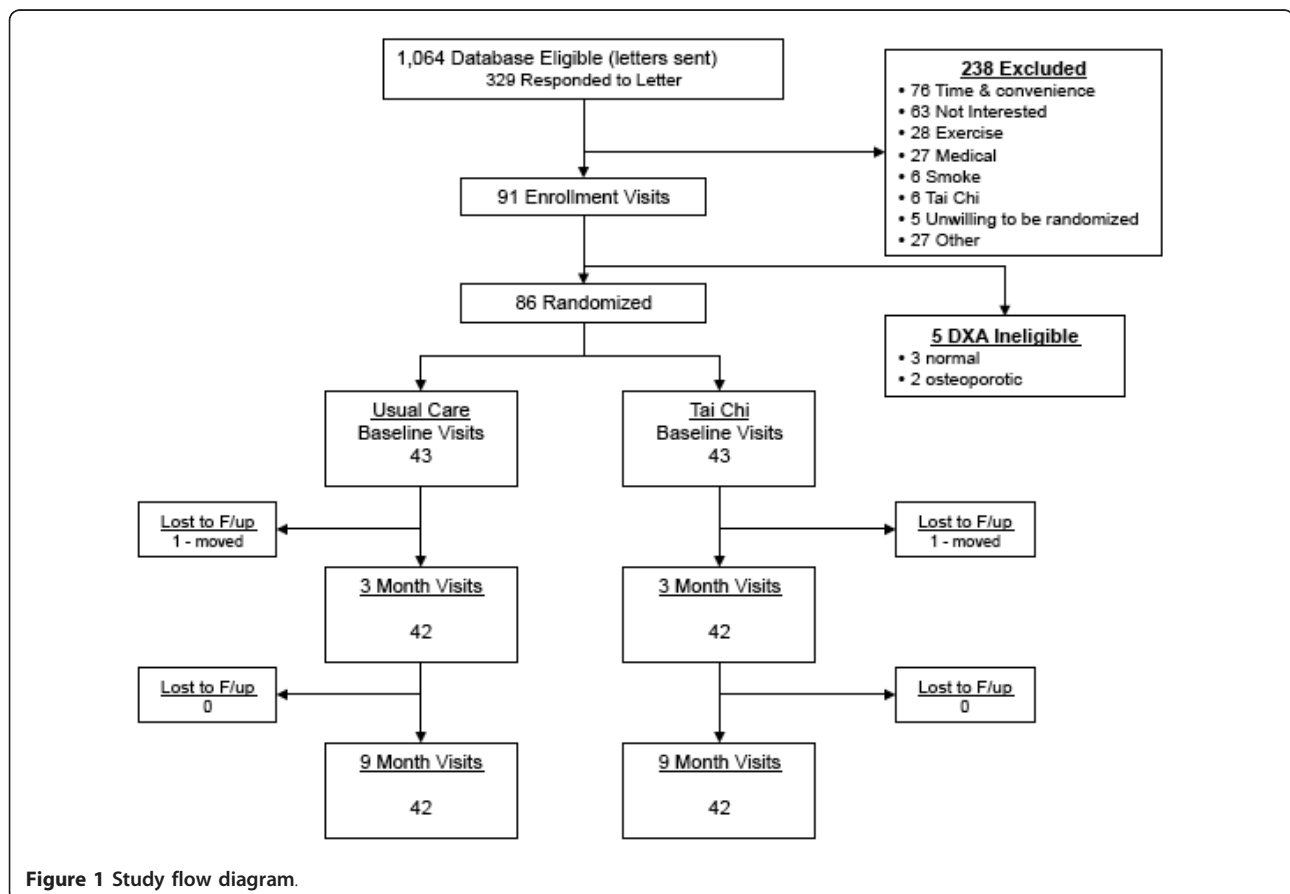 1,064 Database Eligible (letters sent)
329 Responded to Letter
238 Excluded
• 76 Time & convenience
• 63 Not Interested
• 28 Exercise
• 27 Medical
• 6 Smoke
• 6 Tai Chi
• 5 Unwilling to be randomized
• 27 Other
91 Enrollment Visits
86 Randomized
5 DXA Ineligible
• 3 normal
• 2 osteoporotic
Usual Care
Baseline Visits
43
Tai Chi
Baseline Visits
43
Lost to F/up
1 - moved
Lost to F/up
1 - moved
3 Month Visits
42
3 Month Visits
42
Lost to F/up
0
Lost to F/up
0
9 Month Visits
42
9 Month Visits
42
Figure 1 Study flow diagram.